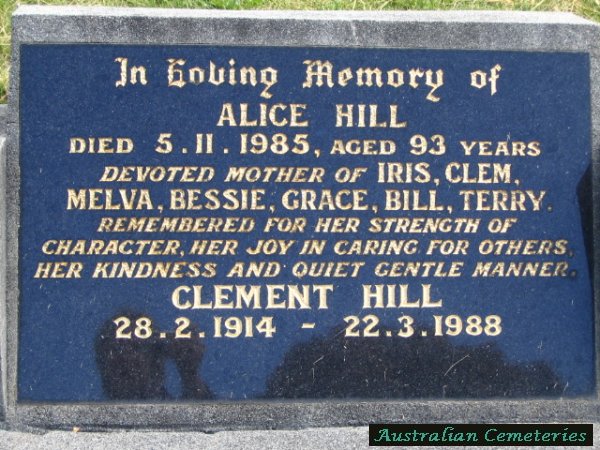 In Loving Memory of
ALICE HILL
DIED 5.11.1985, AGED 93 YEARS
DEVOTED MOTHER OF IRIS, CLEM,
MELVA, BESSIE, GRACE, BILL, TERRY.
REMEMBERED FOR HER STRENGTH OF
CHARACTER, HER JOY IN CARING FOR OTHERS,
HER KINDNESS AND QUIET GENTLE MANNER.
CLEMENT HILL
28.2.1914 - 22.3.1988
Australian Cemeteries